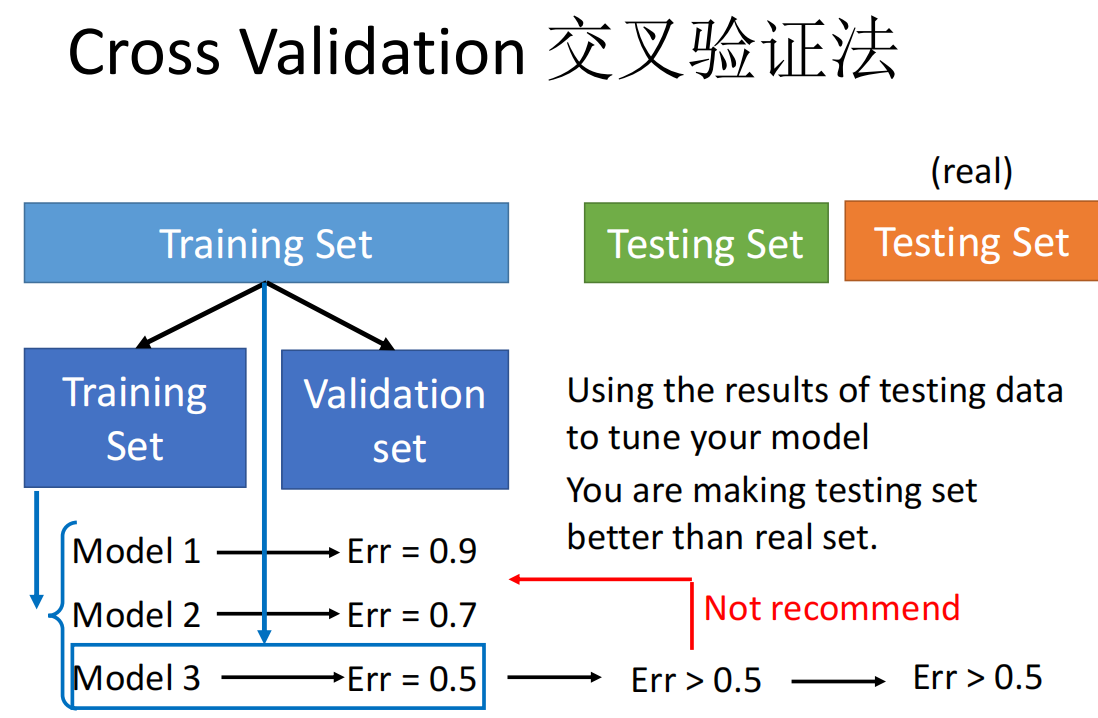 Cross Validation 交叉验证法
(real)
Training Set
Testing Set
Testing Set
Training
Set
Validation
set
Using the results of testing data
to tune your model
You are making testing set
better than real set.
Model 1
Err = 0.9
Model 2
Err = 0.7
Not recommend
Model 3
Err = 0.5
Err > 0.5
Err > 0.5